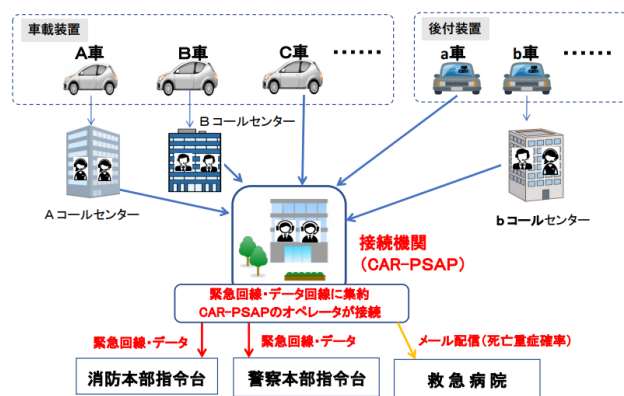 車載装置
後付装置
A車
B車
C車
‥‥‥
a車
b車
‥‥‥
Bコールセンター
Aコールセンター
bコールセンター
接続機関
（CAR-PSAP）
緊急回線・データ回線に集約
CAR-PSAPのオペレータが接続
緊急回線・データ
緊急回線・データ
メール配信（死亡重症確率）
消防本部指令台
警察本部指令台
救急病院